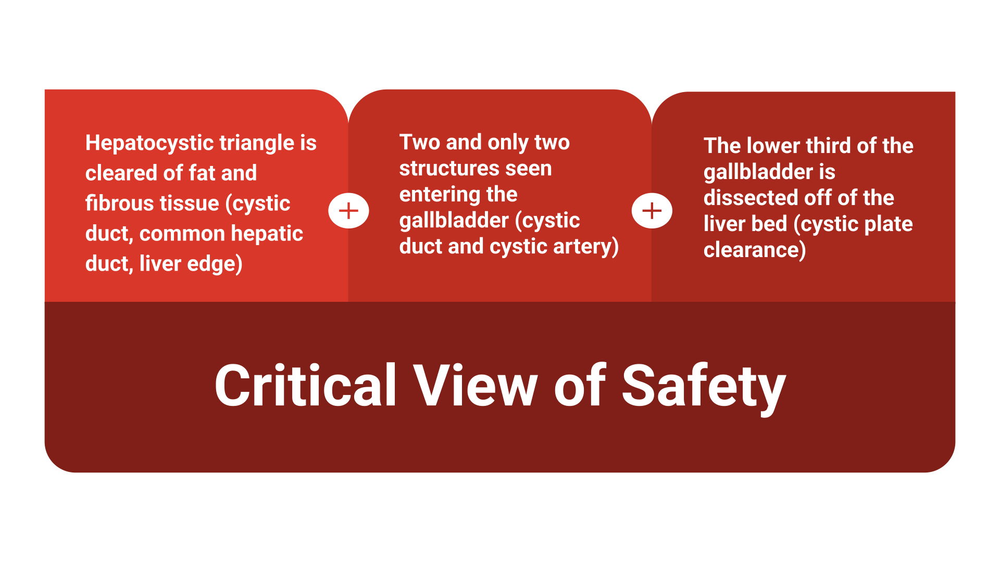 Hepatocystic triangle is
cleared of fat and
fibrous tissue (cystic
duct, common hepatic
duct, liver edge)
+
Two and only two
structures seen
entering the
gallbladder (cystic
duct and cystic artery)
+
The lower third of the
gallbladder is
dissected off of the
liver bed (cystic plate
clearance)
Critical View of Safety